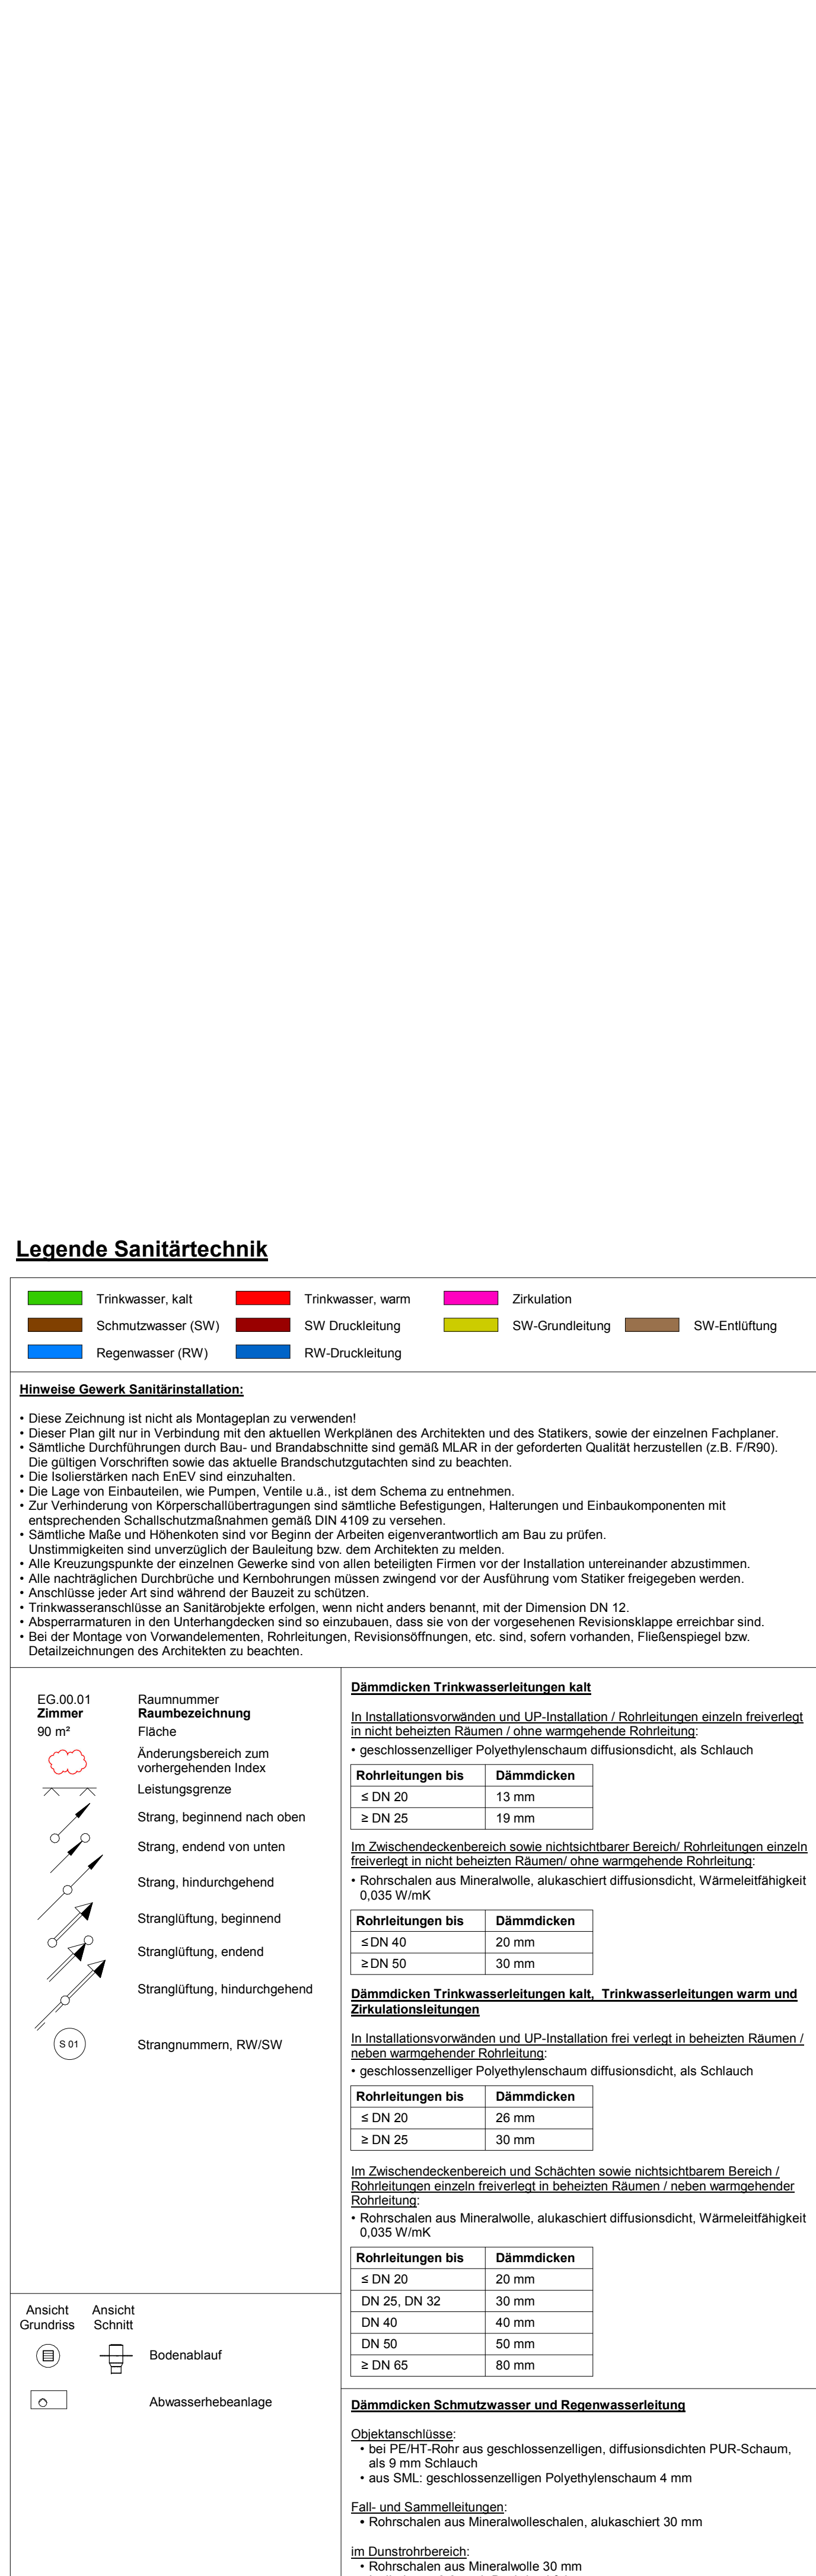 Legende Sanitärtechnik
Trinkwasser, kalt Trinkwasser, warm Zirkulation
Schmutzwasser (SW) SW Druckleitung SW-Grundleitung SW-Entlüftung
Regenwasser (RW) RW-Druckleitung
Hinweise Gewerk Sanitärinstallation:
• Diese Zeichnung ist nicht als Montageplan zu verwenden!
• Dieser Plan gilt nur in Verbindung mit den aktuellen Werkplänen des Architekten und des Statikers, sowie der einzelnen Fachplaner.
• Sämtliche Durchführungen durch Bau- und Brandabschnitte sind gemäß MLAR in der geforderten Qualität herzustellen (z.B. F/R90).
Die gültigen Vorschriften sowie das aktuelle Brandschutzgutachten sind zu beachten.
• Die Isolierstärken nach EnEV sind einzuhalten.
• Die Lage von Einbauteilen, wie Pumpen, Ventile u.ä., ist dem Schema zu entnehmen.
• Zur Verhinderung von Körperschallübertragungen sind sämtliche Befestigungen, Halterungen und Einbaukomponenten mit
entsprechenden Schallschutzmaßnahmen gemäß DIN 4109 zu versehen.
• Sämtliche Maße und Höhenkoten sind vor Beginn der Arbeiten eigenverantwortlich am Bau zu prüfen.
Unstimmigkeiten sind unverzüglich der Bauleitung bzw. dem Architekten zu melden.
• Alle Kreuzungspunkte der einzelnen Gewerke sind von allen beteiligten Firmen vor der Installation untereinander abzustimmen.
• Alle nachträglichen Durchbrüche und Kernbohrungen müssen zwingend vor der Ausführung vom Statiker freigegeben werden.
• Anschlüsse jeder Art sind während der Bauzeit zu schützen.
• Trinkwasseranschlüsse an Sanitärobjekte erfolgen, wenn nicht anders benannt, mit der Dimension DN 12.
• Absperrarmaturen in den Unterhangdecken sind so einzubauen, dass sie von der vorgesehenen Revisionsklappe erreichbar sind.
• Bei der Montage von Vorwandelementen, Rohrleitungen, Revisionsöffnungen, etc. sind, sofern vorhanden, Fließenspiegel bzw.
Detailzeichnungen des Architekten zu beachten.
EG.00.01 Raumnummer
Zimmer Raumbezeichnung
90 m² Fläche
Änderungsbereich zum
vorhergehenden Index
Leistungsgrenze
Strang, beginnend nach oben
Strang, endend von unten
Strang, hindurchgehend
Stranglüftung, beginnend
Stranglüftung, endend
Stranglüftung, hindurchgehend
S 01 Strangnummern, RW/SW
Ansicht Ansicht
Grundriss Schnitt
Bodenablauf
Abwasserhebeanlage
Dämmdicken Trinkwasserleitungen kalt
In Installationsvorwänden und UP-Installation / Rohrleitungen einzeln freiverlegt
in nicht beheizten Räumen / ohne warmgehende Rohrleitung:
• geschlossenzelliger Polyethylenschaum diffusionsdicht, als Schlauch
Rohrleitungen bis Dämmdicken
≤ DN 20 13 mm
≥ DN 25 19 mm
Im Zwischendeckenbereich sowie nichtsichtbarer Bereich/ Rohrleitungen einzeln
freiverlegt in nicht beheizten Räumen/ ohne warmgehende Rohrleitung:
• Rohrschalen aus Mineralwolle, alukaschiert diffusionsdicht, Wärmeleitfähigkeit
0,035 W/mK
Rohrleitungen bis Dämmdicken
≤ DN 40 20 mm
≥ DN 50 30 mm
Dämmdicken Trinkwasserleitungen kalt, Trinkwasserleitungen warm und
Zirkulationsleitungen
In Installationsvorwänden und UP-Installation frei verlegt in beheizten Räumen /
neben warmgehender Rohrleitung:
• geschlossenzelliger Polyethylenschaum diffusionsdicht, als Schlauch
Rohrleitungen bis Dämmdicken
≤ DN 20 26 mm
≥ DN 25 30 mm
Im Zwischendeckenbereich und Schächten sowie nichtsichtbarem Bereich /
Rohrleitungen einzeln freiverlegt in beheizten Räumen / neben warmgehender
Rohrleitung:
• Rohrschalen aus Mineralwolle, alukaschiert diffusionsdicht, Wärmeleitfähigkeit
0,035 W/mK
Rohrleitungen bis Dämmdicken
≤ DN 20 20 mm
DN 25, DN 32 30 mm
DN 40 40 mm
DN 50 50 mm
≥ DN 65 80 mm
Dämmdicken Schmutzwasser und Regenwasserleitung
Objektanschlüsse:
• bei PE/HT-Rohr aus geschlossenzelligen, diffusionsdichten PUR-Schaum,
als 9 mm Schlauch
• aus SML: geschlossenzelligen Polyethylenschaum 4 mm
Fall- und Sammelleitungen:
• Rohrschalen aus Mineralwolleschalen, alukaschiert 30 mm
im Dunstrohrbereich:
• Rohrschalen aus Mineralwolle 30 mm